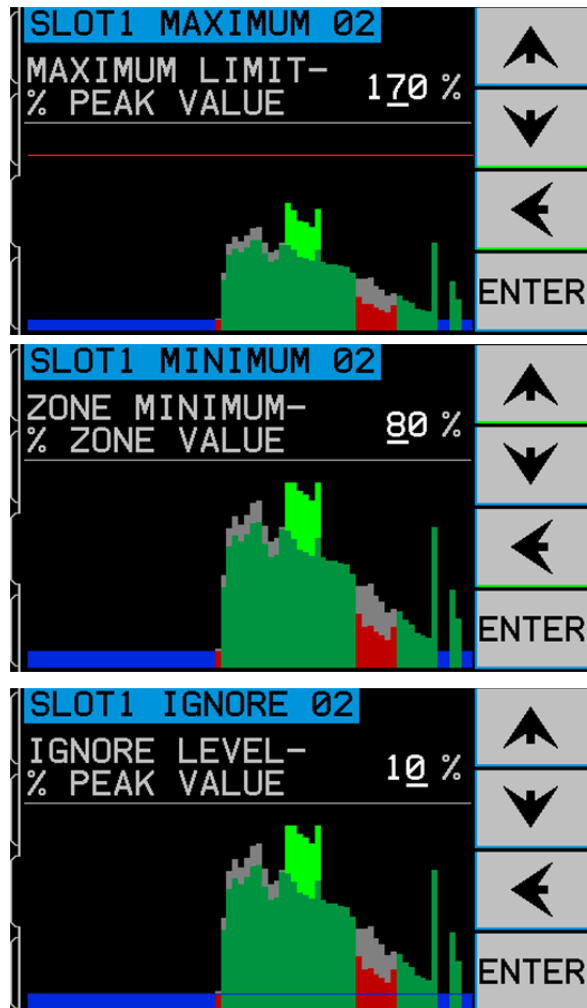 SLOT1 MAXIMUM 02
MAXIMUM LIMIT-
% PEAK VALUE
170 %
ENTER
SLOT1 MINIMUM 02
ZONE MINIMUM-
% ZONE VALUE
80 %
ENTER
SLOT1 IGNORE 02
IGNORE LEVEL-
% PEAK VALUE
10 %
ENTER